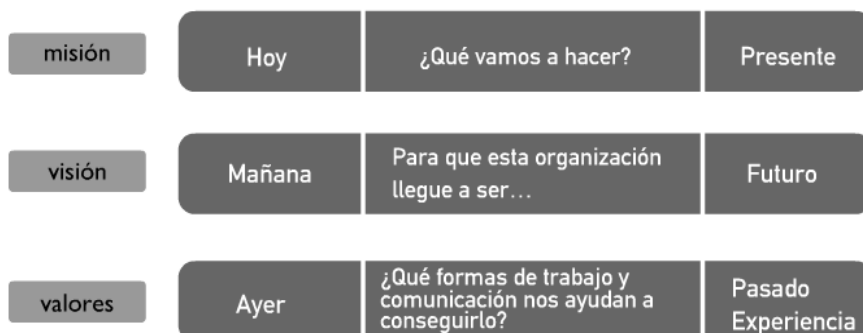 misión
Hoy
¿Qué vamos a hacer?
Presente
visión
Mañana
Para que esta organización
llegue a ser...
Futuro
valores
Ayer
¿Qué formas de trabajo y
comunicación nos ayudan a
conseguirlo?
Pasado
Experiencia